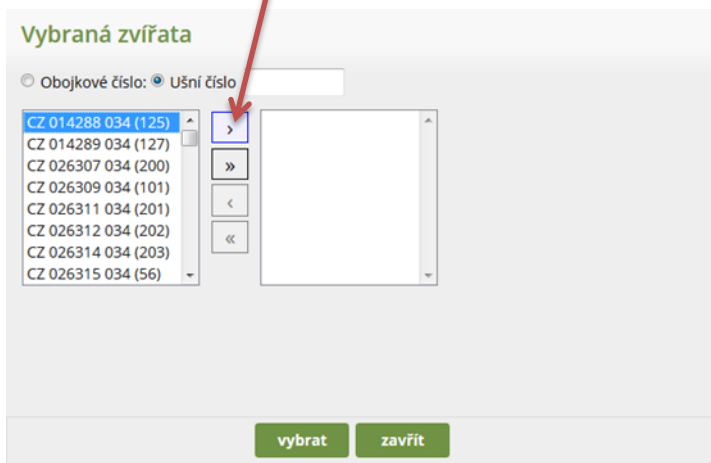 Vybraná zvířata
Obojkové číslo: Ušní číslo
CZ 014288 034 (125)
CZ 014289 034 (127)
CZ 026307 034 (200)
CZ 026309 034 (101)
CZ 026311 034 (201)
CZ 026312 034 (202)
CZ 026314 034 (203)
CZ 026315 034 (56)
›
»
‹
«
vybrat zavřít